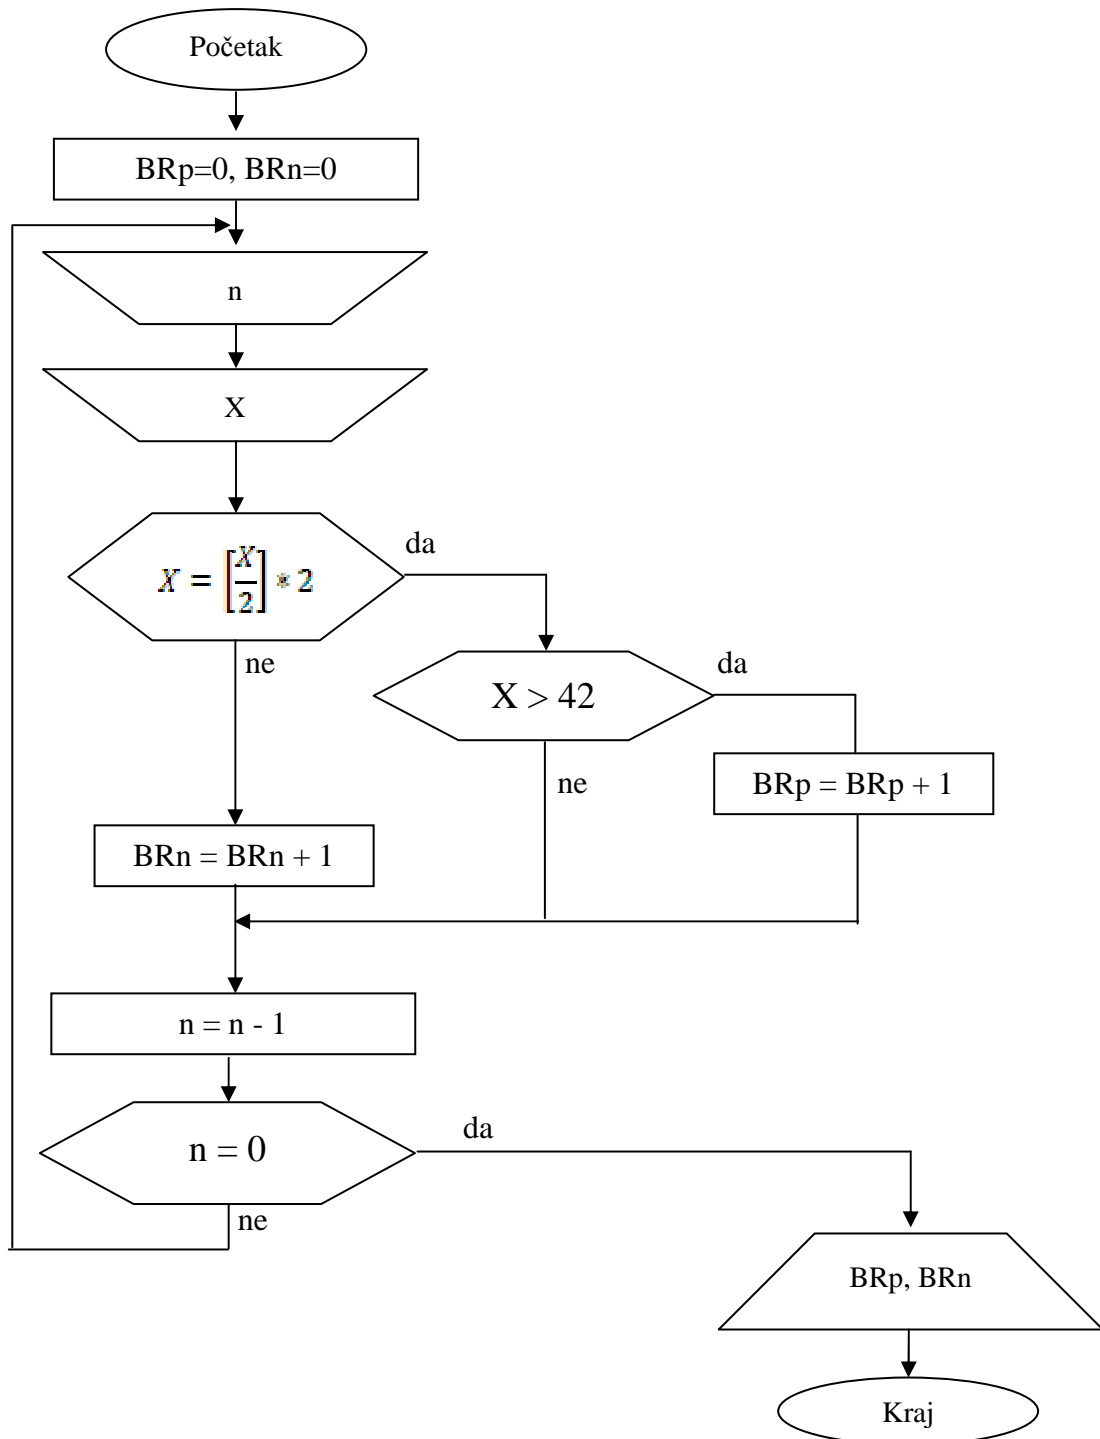 Početak
BRp=0, BRn=0
n
X
X = [X/2] * 2
da
ne
X > 42
da
ne
BRp = BRp + 1
BRn = BRn + 1
n = n - 1
n = 0
da
ne
BRp, BRn
Kraj